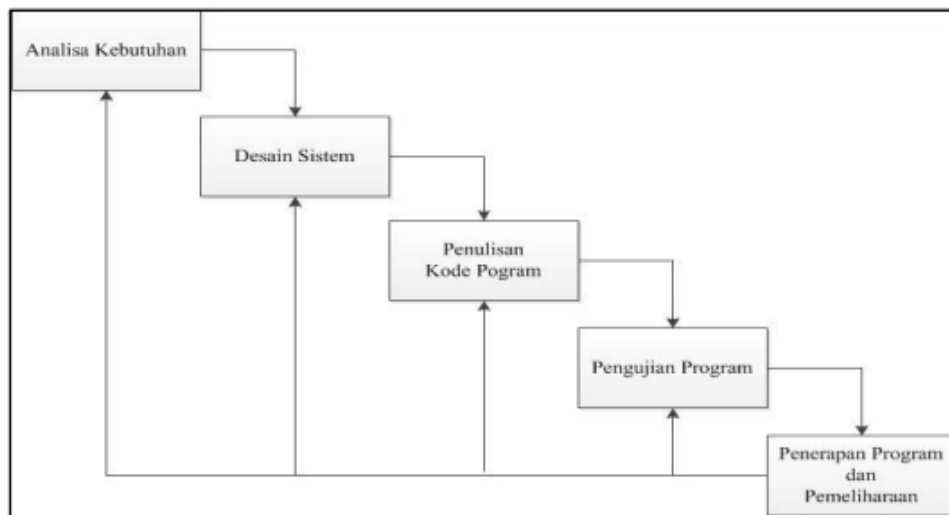 Analisa Kebutuhan
Desain Sistem
Penulisan
Kode Pogram
Pengujian Program
Penerapan Program
dan
Pemeliharaan